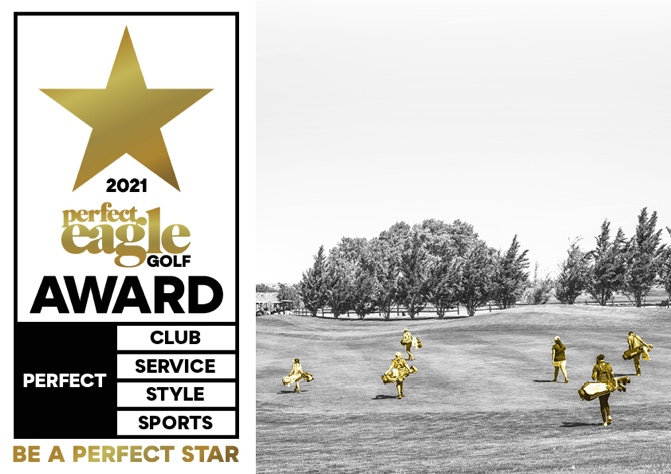 2021
perfect
eagle
GOLF
AWARD
PERFECT
CLUB
SERVICE
STYLE
SPORTS
BE A PERFECT STAR